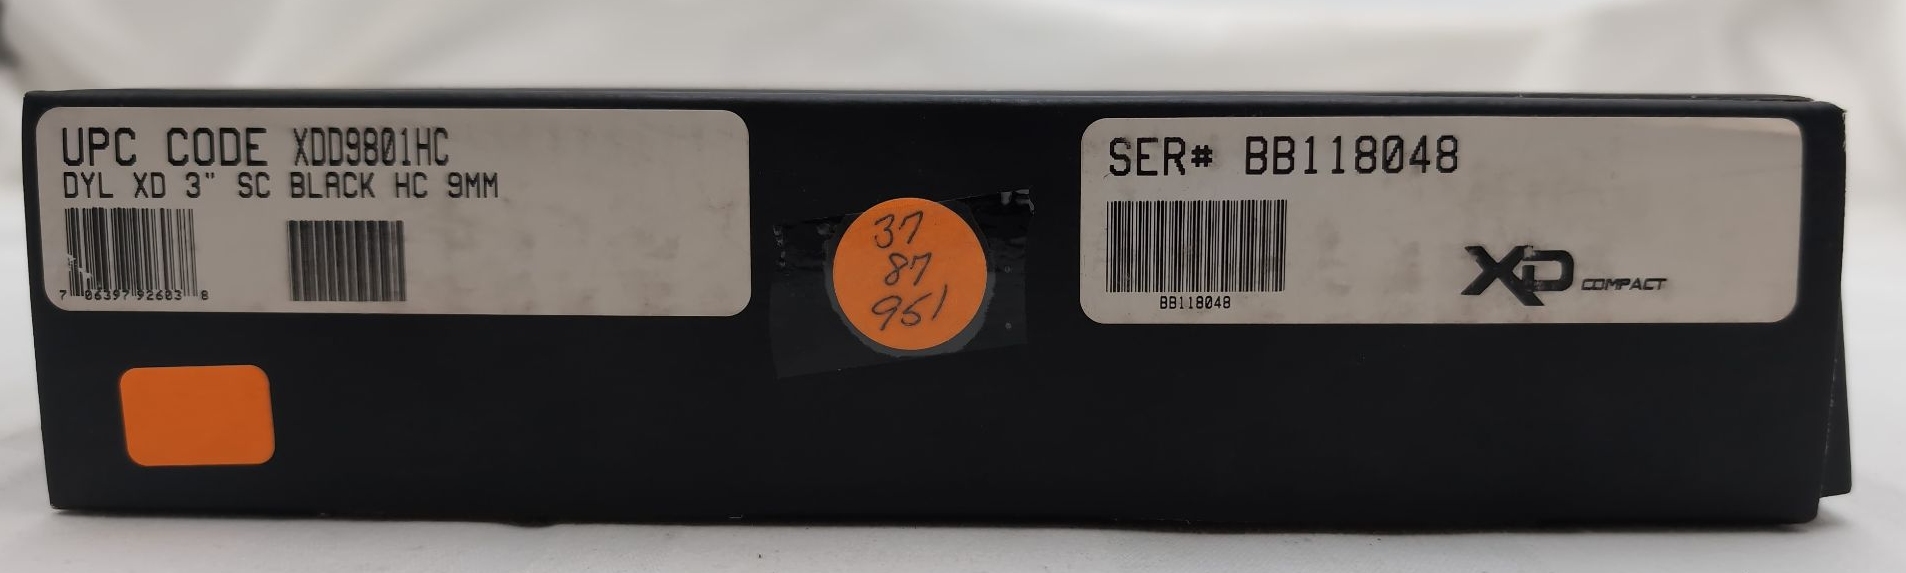 UPC CODE XDD9801HC
DYL XD 3" SC BLACK HC 9MM
7 06397 92603 8
37
87
951
SER# BB118048
BB118048
XD COMPACT